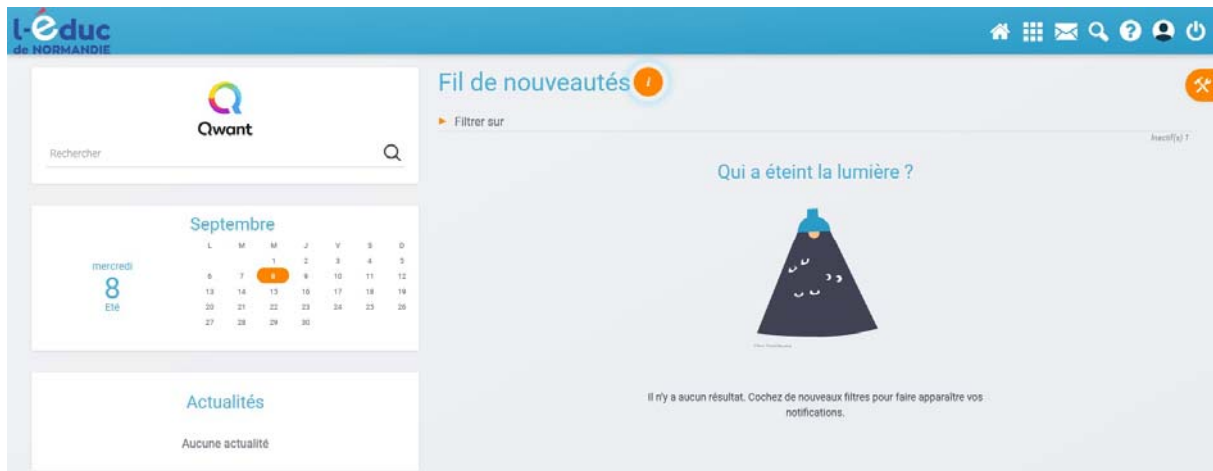 l-éduc
de NORMANDIE
Qwant
Rechercher
Septembre
L M M J V S D
1 2 3 4 5
6 7 8 9 10 11 12
13 14 15 16 17 18 19
20 21 22 23 24 25 26
27 28 29 30
mercredi
8
Eté
Actualités
Aucune actualité
Fil de nouveautés i
Filtrer sur
Inactif(s) 1
Qui a éteint la lumière ?
Il n'y a aucun résultat. Cochez de nouveaux filtres pour faire apparaître vos
notifications.